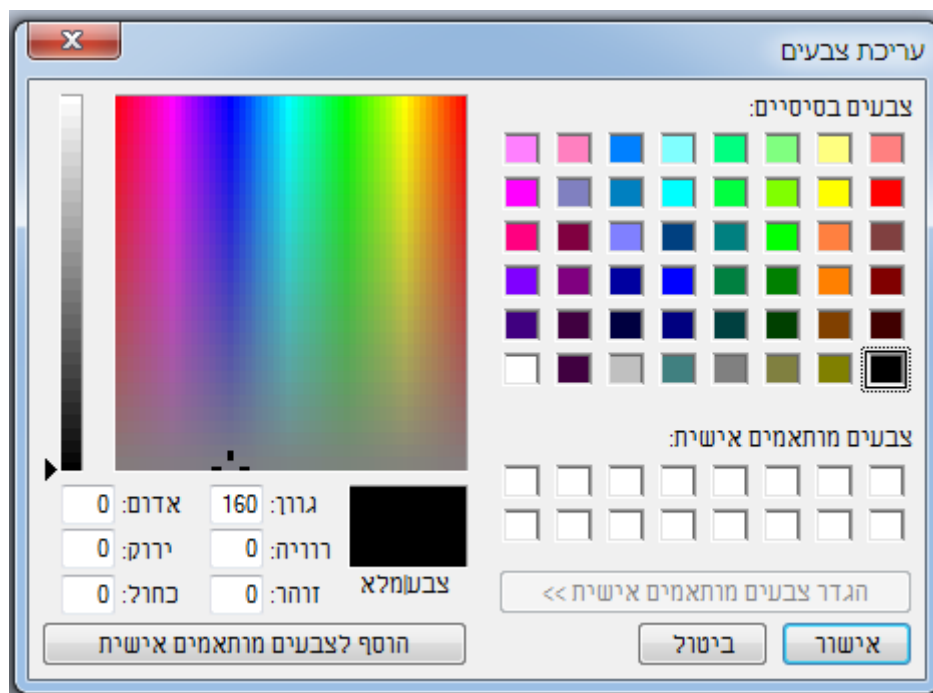 עריכת צבעים
צבעים בסיסיים:
צבעים מותאמים אישית:
הגדר צבעים מותאמים אישית >>
אישור
ביטול
צבע|מלא
גוון: 160
רוויה: 0
זוהר: 0
אדום: 0
ירוק: 0
כחול: 0
הוסף לצבעים מותאמים אישית